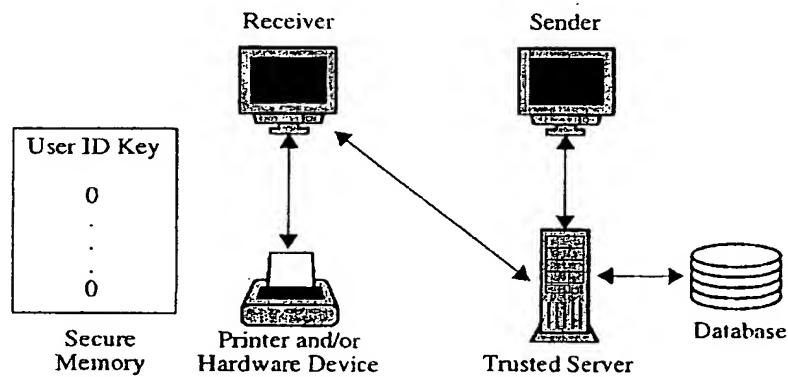 Receiver
Sender
User ID Key
0
.
.
.
0
Secure
Memory
Printer and/or
Hardware Device
Trusted Server
Database